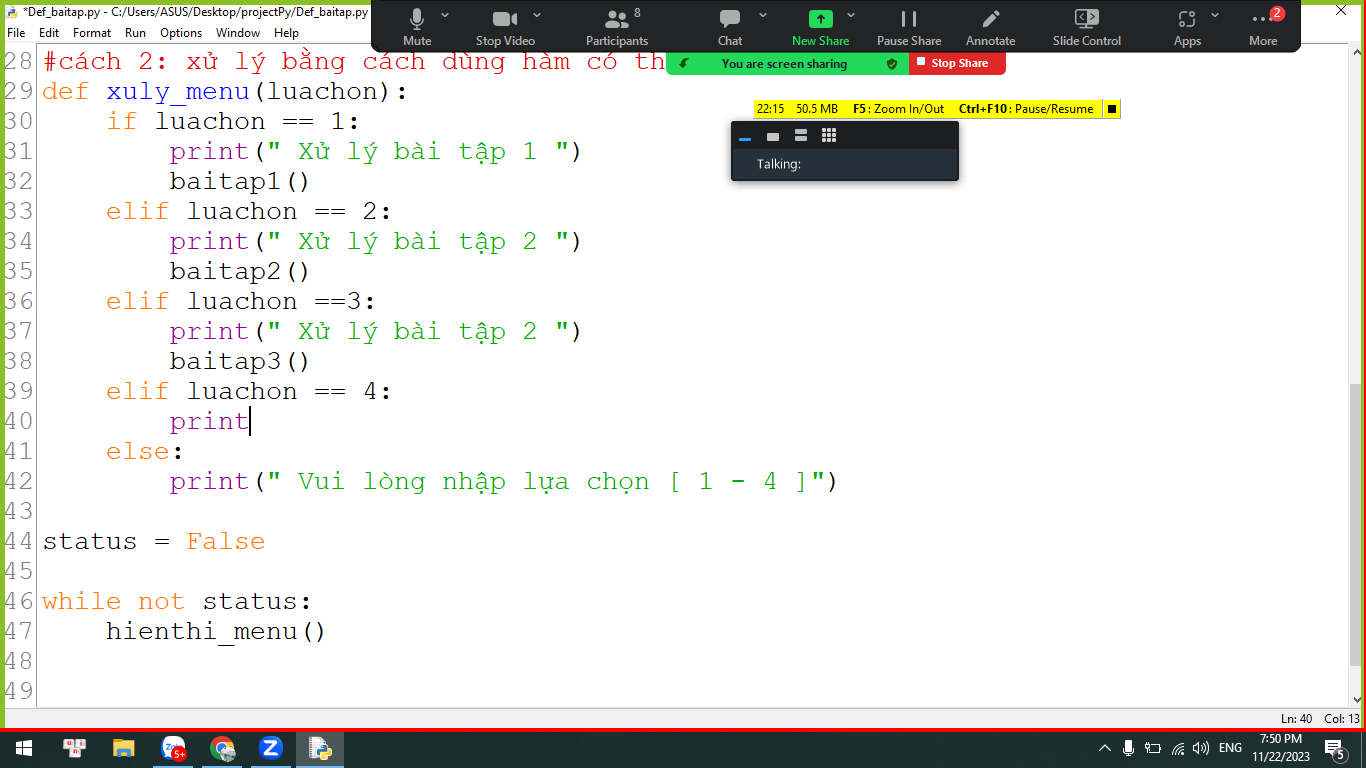 *Def_baitap.py - C:/Users/ASUS/Desktop/projectPy/Def_baitap.py
File Edit Format Run Options Window Help
Mute Stop Video Participants 8 Chat New Share Pause Share Annotate Slide Control Apps More 2
You are screen sharing Stop Share
22:15 50.5 MB F5: Zoom In/Out Ctrl+F10: Pause/Resume
Talking:
28 #cách 2: xử lý bằng cách dùng hàm có th
29 def xuly_menu(luachon):
30 if luachon == 1:
31 print(" Xử lý bài tập 1 ")
32 baitap1()
33 elif luachon == 2:
34 print(" Xử lý bài tập 2 ")
35 baitap2()
36 elif luachon ==3:
37 print(" Xử lý bài tập 2 ")
38 baitap3()
39 elif luachon == 4:
40 print
41 else:
42 print(" Vui lòng nhập lựa chọn [ 1 - 4 ]")
43
44 status = False
45
46 while not status:
47 hienthi_menu()
48
49
Ln: 40 Col: 13
5+
ENG
7:50 PM
11/22/2023
5